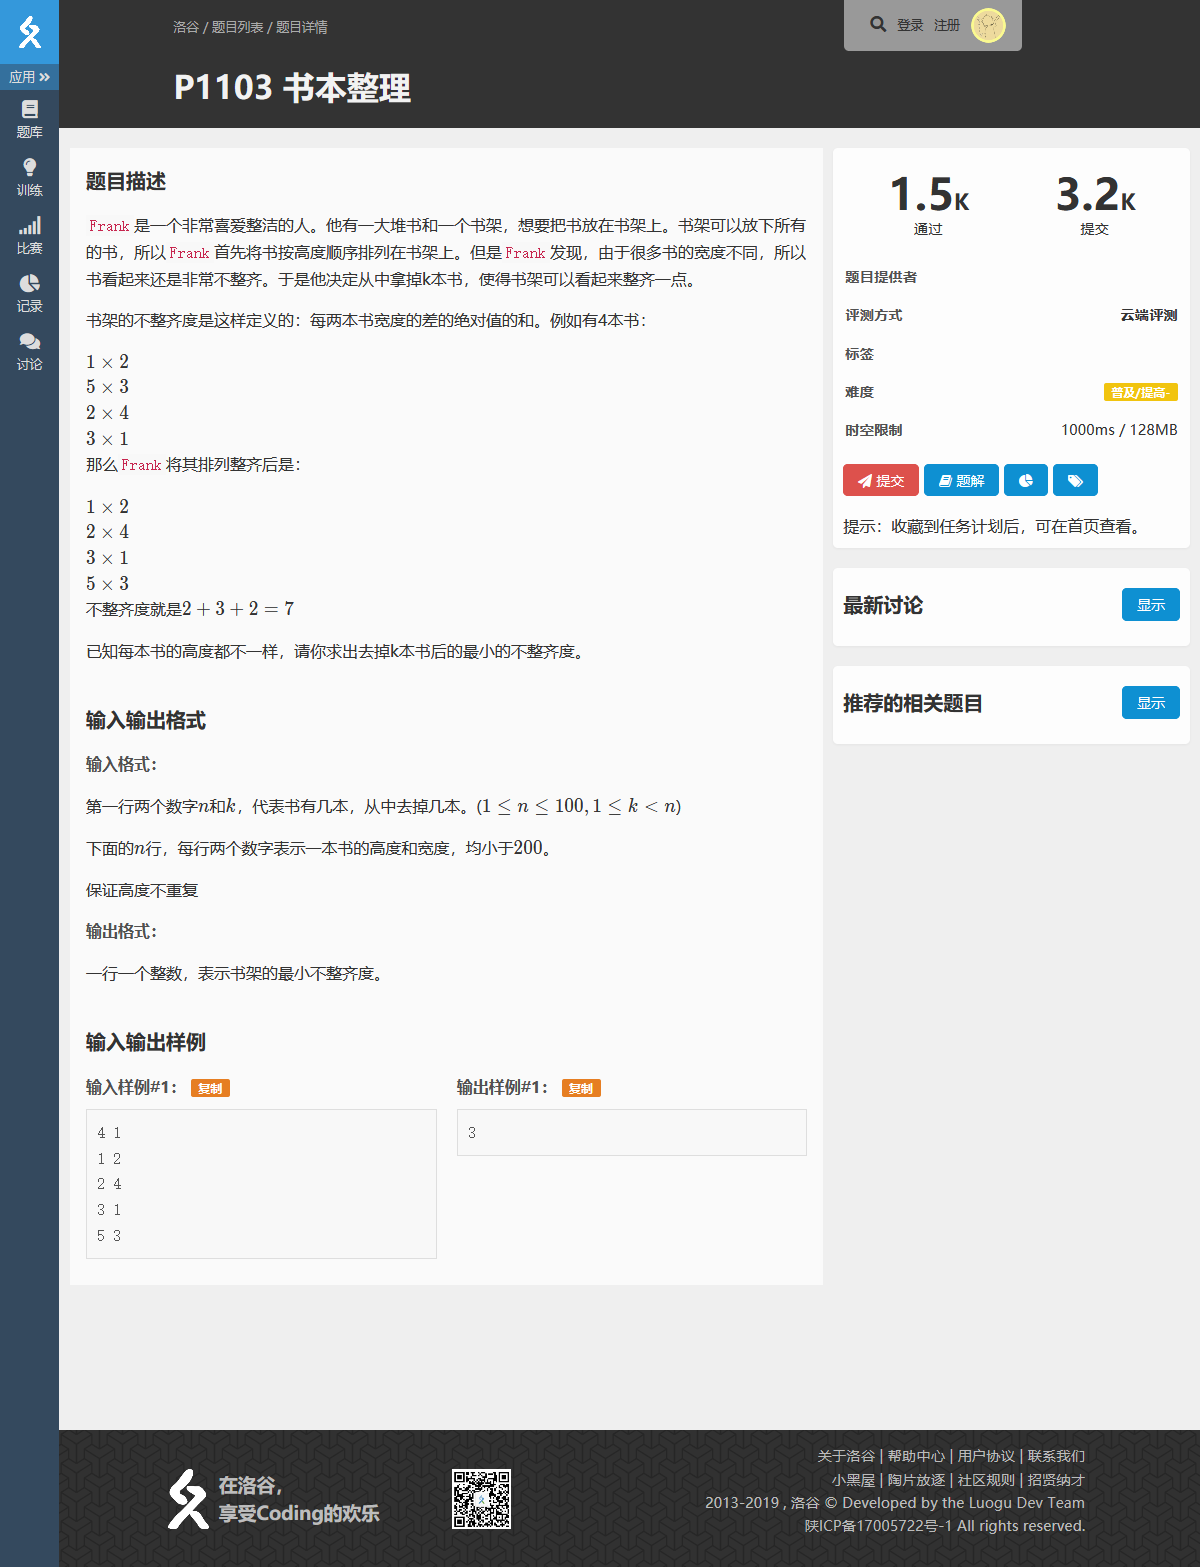 洛谷 / 题目列表 / 题目详情
登录 注册
P1103 书本整理
应用
题库
训练
比赛
记录
讨论
题目描述
Frank 是一个非常喜爱整洁的人。他有一大堆书和一个书架，想要把书放在书架上。书架可以放下所有
的书，所以 Frank 首先将书按高度顺序排列在书架上。但是 Frank 发现，由于很多书的宽度不同，所以
书看起来还是非常不整齐。于是他决定从中拿掉k本书，使得书架可以看起来整齐一点。
书架的不整齐度是这样定义的：每两本书宽度的差的绝对值的和。例如有4本书：
1 × 2
5 × 3
2 × 4
3 × 1
那么 Frank 将其排列整齐后是：
1 × 2
2 × 4
3 × 1
5 × 3
不整齐度就是2 + 3 + 2 = 7
已知每本书的高度都不一样，请你求出去掉k本书后的最小的不整齐度。
输入输出格式
输入格式：
第一行两个数字n和k，代表书有几本，从中去掉几本。(1 ≤ n ≤ 100, 1 ≤ k < n)
下面的n行，每行两个数字表示一本书的高度和宽度，均小于200。
保证高度不重复
输出格式：
一行一个整数，表示书架的最小不整齐度。
输入输出样例
输入样例#1： 复制
4 1
1 2
2 4
3 1
5 3
输出样例#1： 复制
3
1.5K 3.2K
通过 提交
题目提供者
评测方式 云端评测
标签
难度 普及/提高-
时空限制 1000ms / 128MB
提交 题解
提示：收藏到任务计划后，可在首页查看。
最新讨论 显示
推荐的相关题目 显示
在洛谷，
享受Coding的欢乐
关于洛谷 | 帮助中心 | 用户协议 | 联系我们
小黑屋 | 陶片放逐 | 社区规则 | 招贤纳才
2013-2019 , 洛谷 © Developed by the Luogu Dev Team
陕ICP备17005722号-1 All rights reserved.